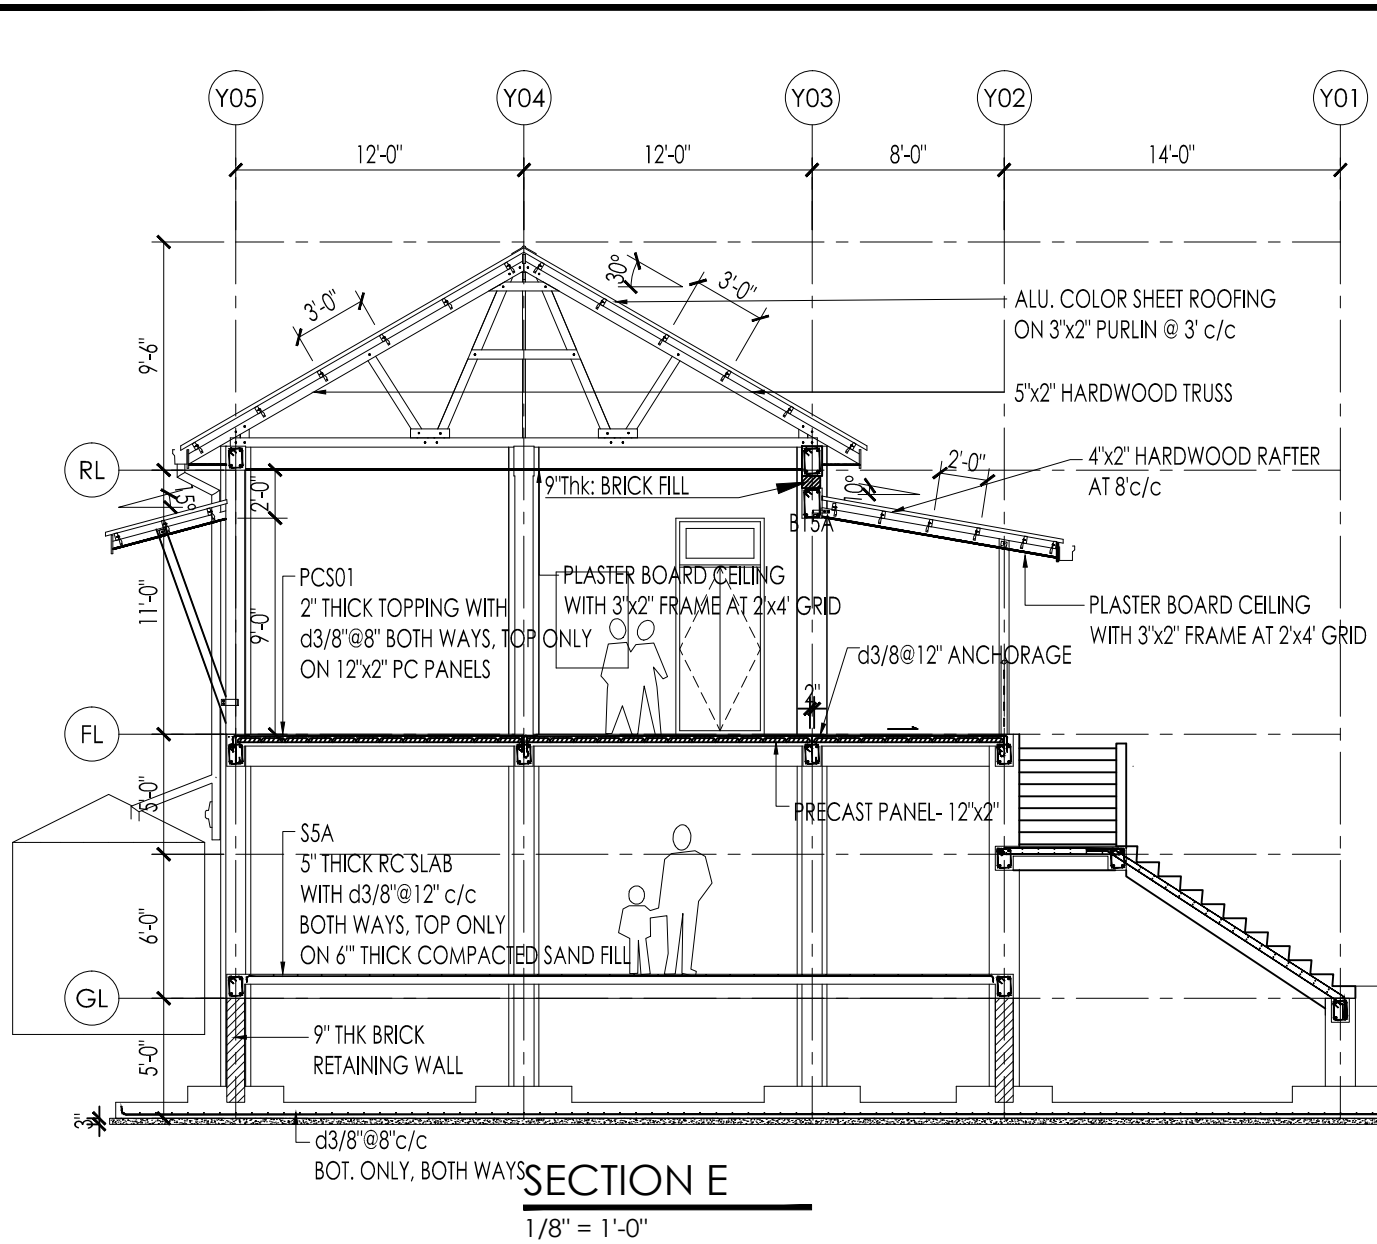 Y05 Y04 Y03 Y02 Y01
12'-0" 12'-0" 8'-0" 14'-0"
30°
3'-0" 3'-0"
ALU. COLOR SHEET ROOFING
ON 3"x2" PURLIN @ 3' c/c
9'-6"
5"x2" HARDWOOD TRUSS
RL
4"x2" HARDWOOD RAFTER
AT 8'c/c
2'-0"
9"Thk: BRICK FILL
10°
15°
2'-0"
B15A
PCS01
2" THICK TOPPING WITH
d3/8"@8" BOTH WAYS, TOP ONLY
ON 12"x2" PC PANELS
PLASTER BOARD CEILING
WITH 3"x2" FRAME AT 2'x4' GRID
PLASTER BOARD CEILING
WITH 3"x2" FRAME AT 2'x4' GRID
11'-0"
9'-0"
d3/8@12" ANCHORAGE
2"
FL
5'-0"
PRECAST PANEL- 12"x2"
S5A
5" THICK RC SLAB
WITH d3/8"@12" c/c
BOTH WAYS, TOP ONLY
ON 6'" THICK COMPACTED SAND FILL
6'-0"
GL
9" THK BRICK
RETAINING WALL
5'-0"
3"
d3/8"@8"c/c
BOT. ONLY, BOTH WAYS
SECTION E
1/8" = 1'-0"